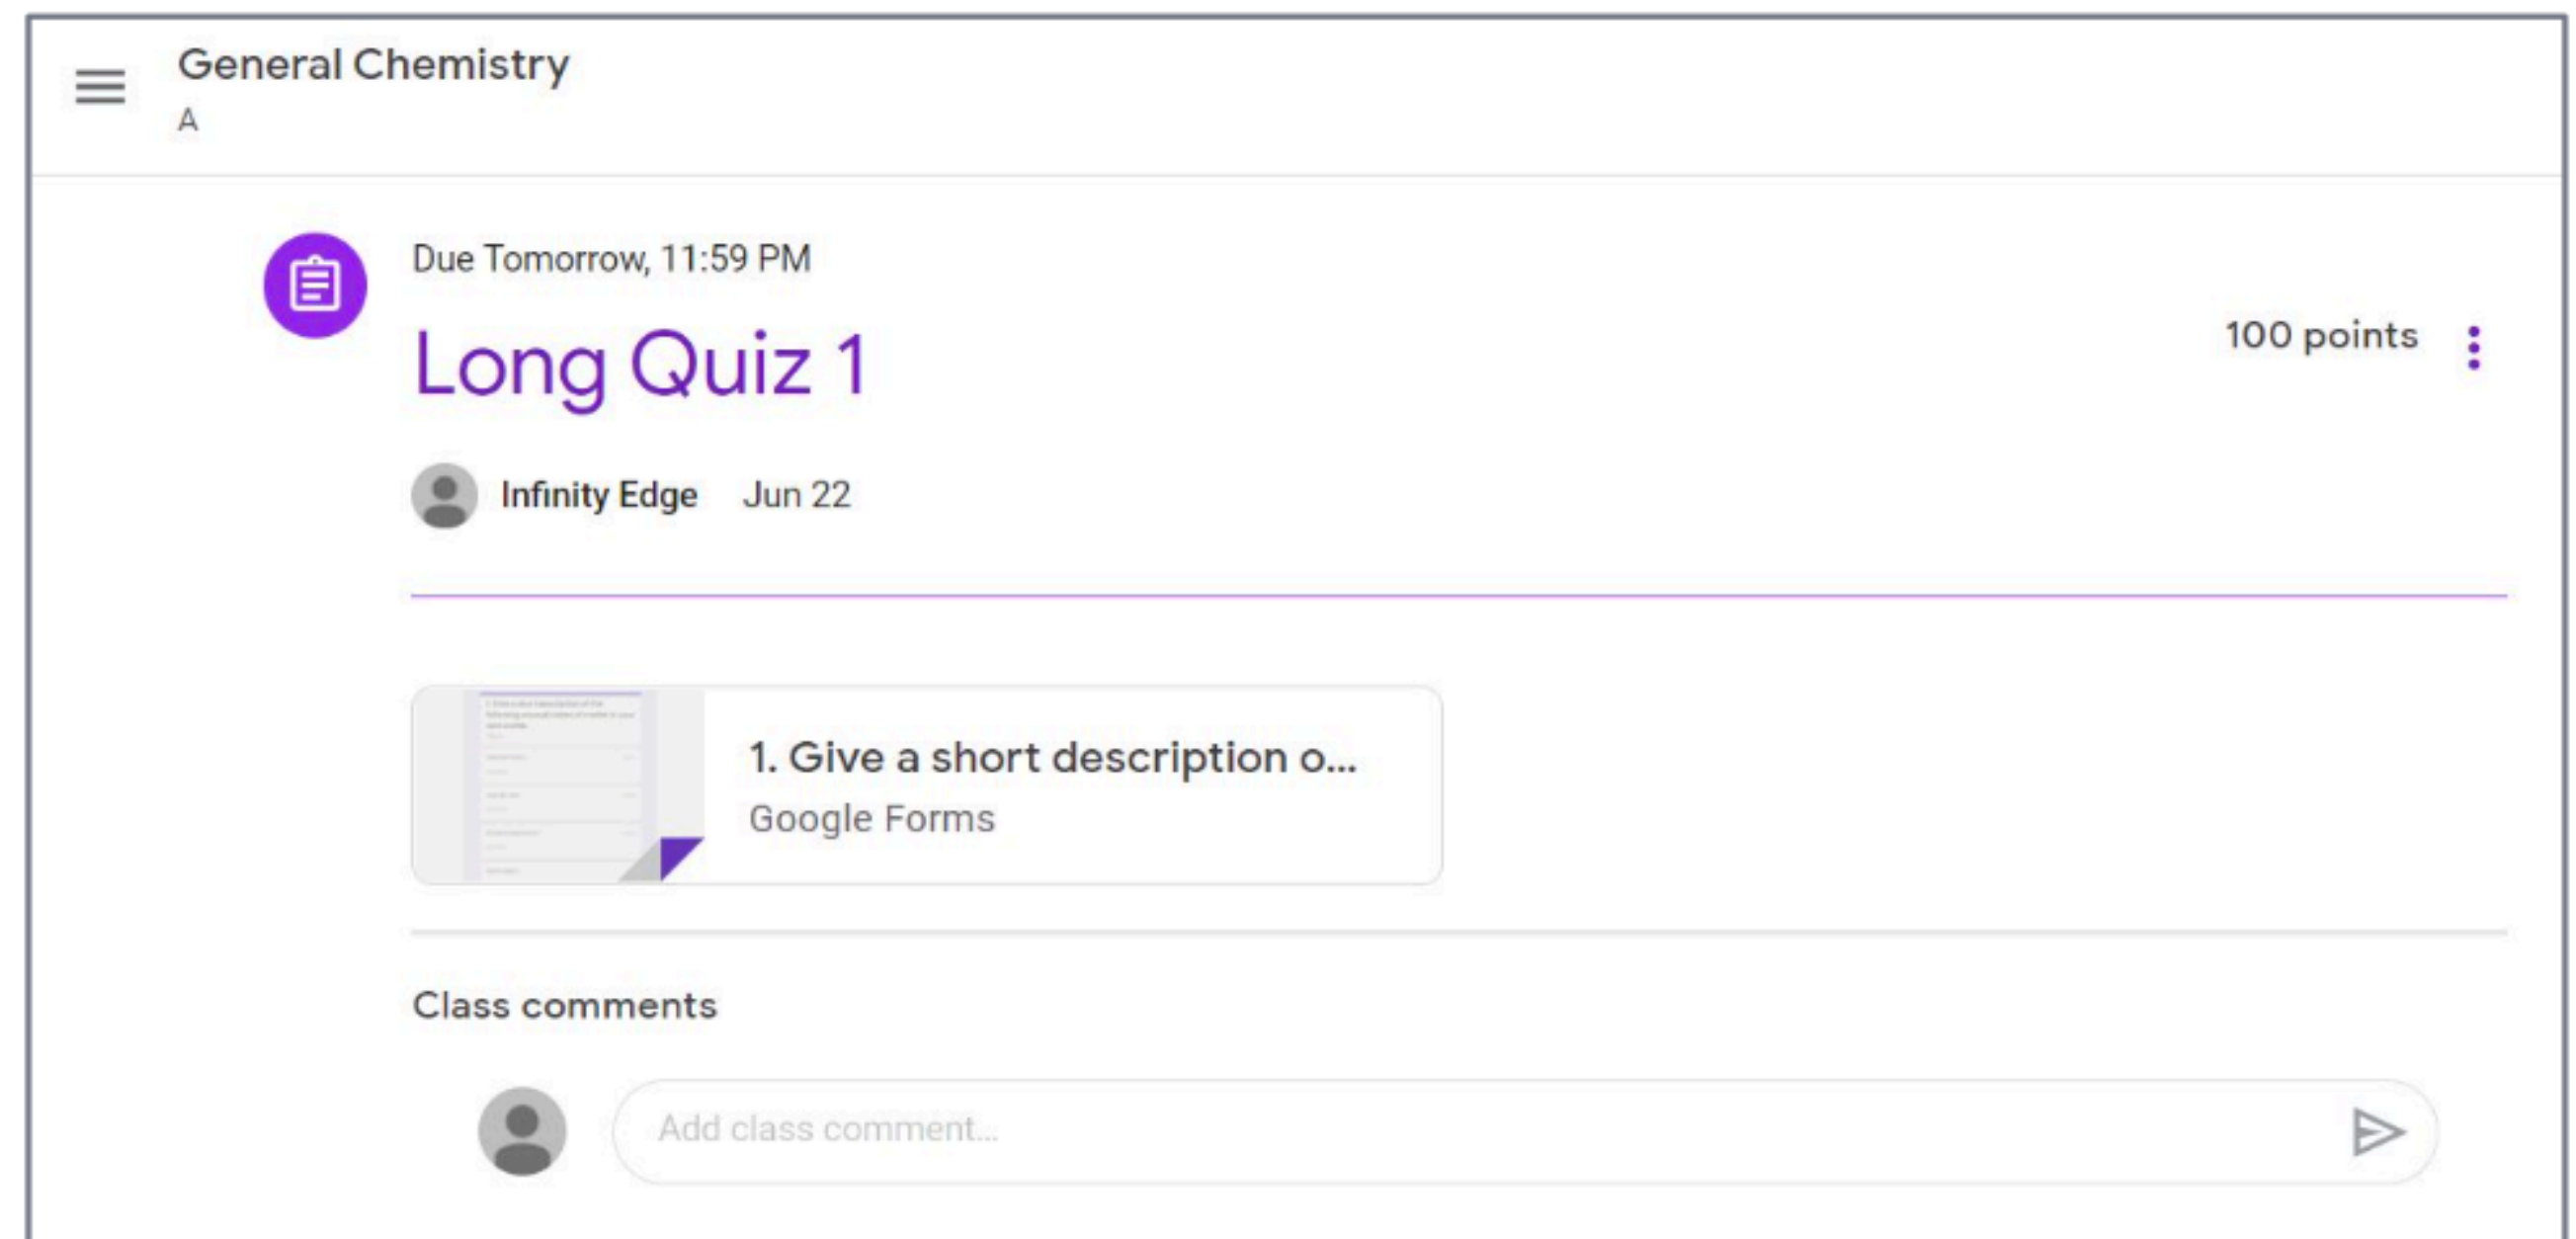 General Chemistry
A
Due Tomorrow, 11:59 PM
Long Quiz 1
100 points
Infinity Edge Jun 22
1. Give a short description o...
Google Forms
Class comments
Add class comment...